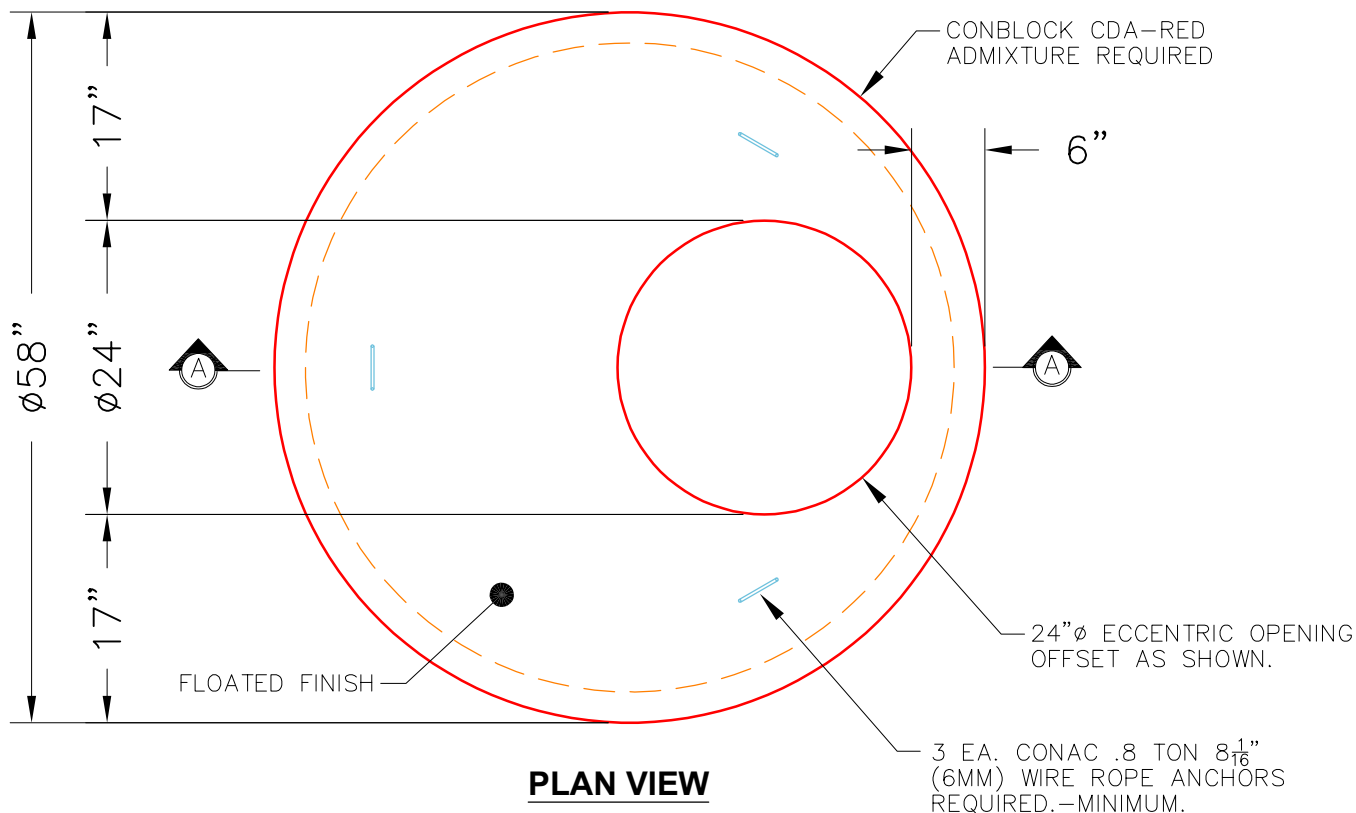 CONBLOCK CDA-RED
ADMIXTURE REQUIRED
17"
6"
ø58"
ø24"
A
A
17"
24"ø ECCENTRIC OPENING
OFFSET AS SHOWN.
FLOATED FINISH
3 EA. CONAC .8 TON 8 1/16"
(6MM) WIRE ROPE ANCHORS
REQUIRED.-MINIMUM.
PLAN VIEW